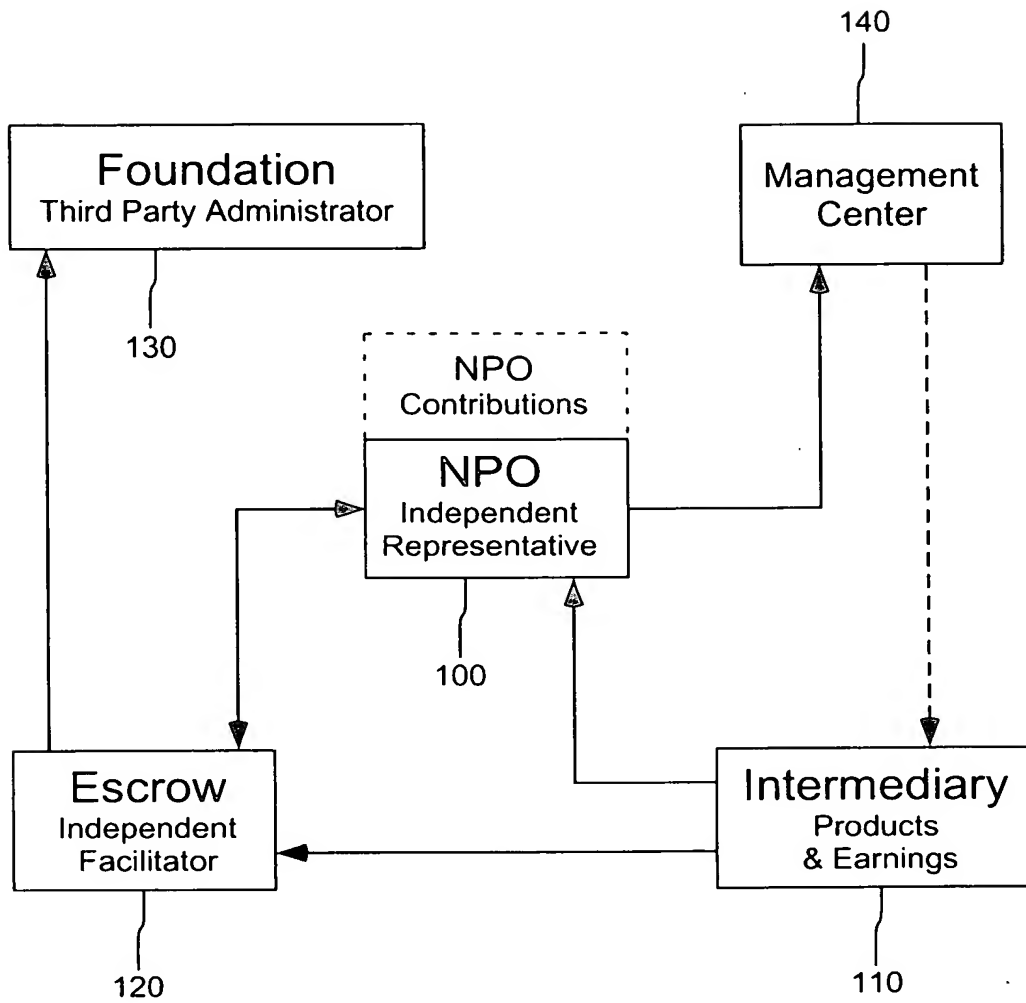 140
Foundation
Third Party Administrator
Management
Center
130
NPO
Contributions
NPO
Independent
Representative
100
Escrow
Independent
Facilitator
Intermediary
Products
& Earnings
120
110